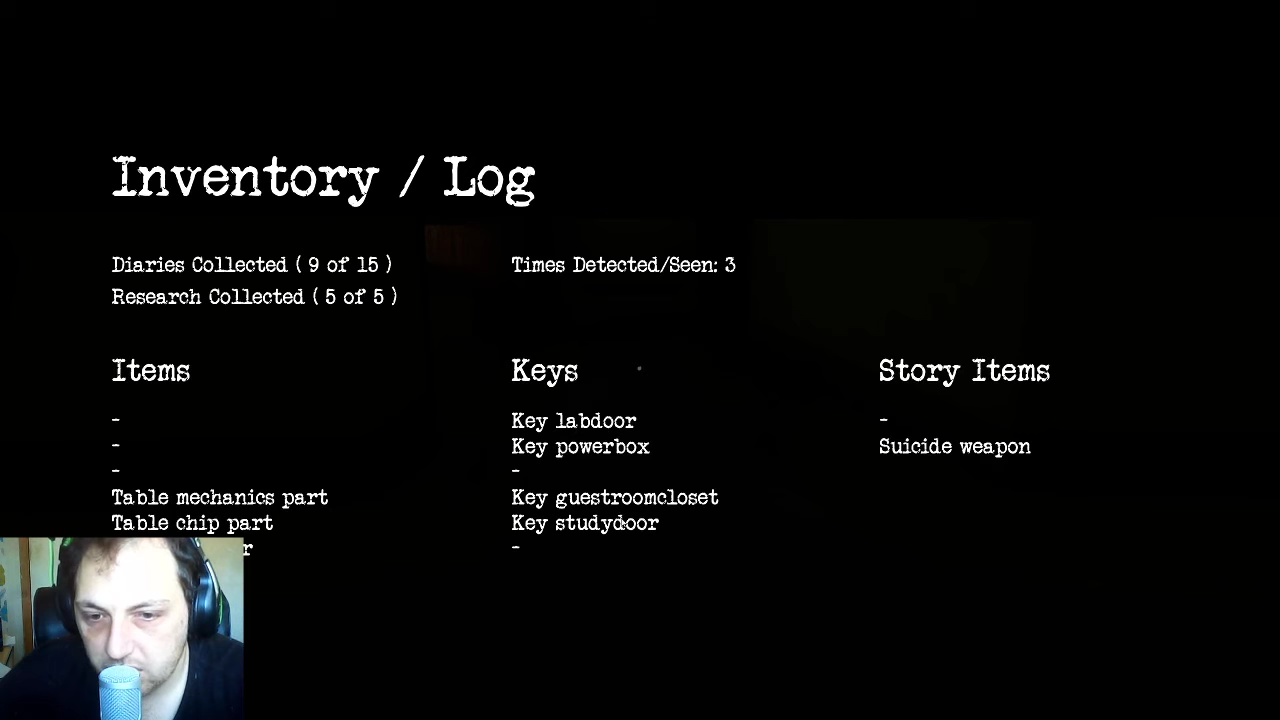 Inventory / Log
Diaries Collected ( 9 of 15 )
Times Detected/Seen: 3
Research Collected ( 5 of 5 )
Items
Keys
Story Items
-
Key labdoor
-
-
Key powerbox
Suicide weapon
-
-
Table mechanics part
Key guestroomcloset
Table chip part
Key studydoor
-